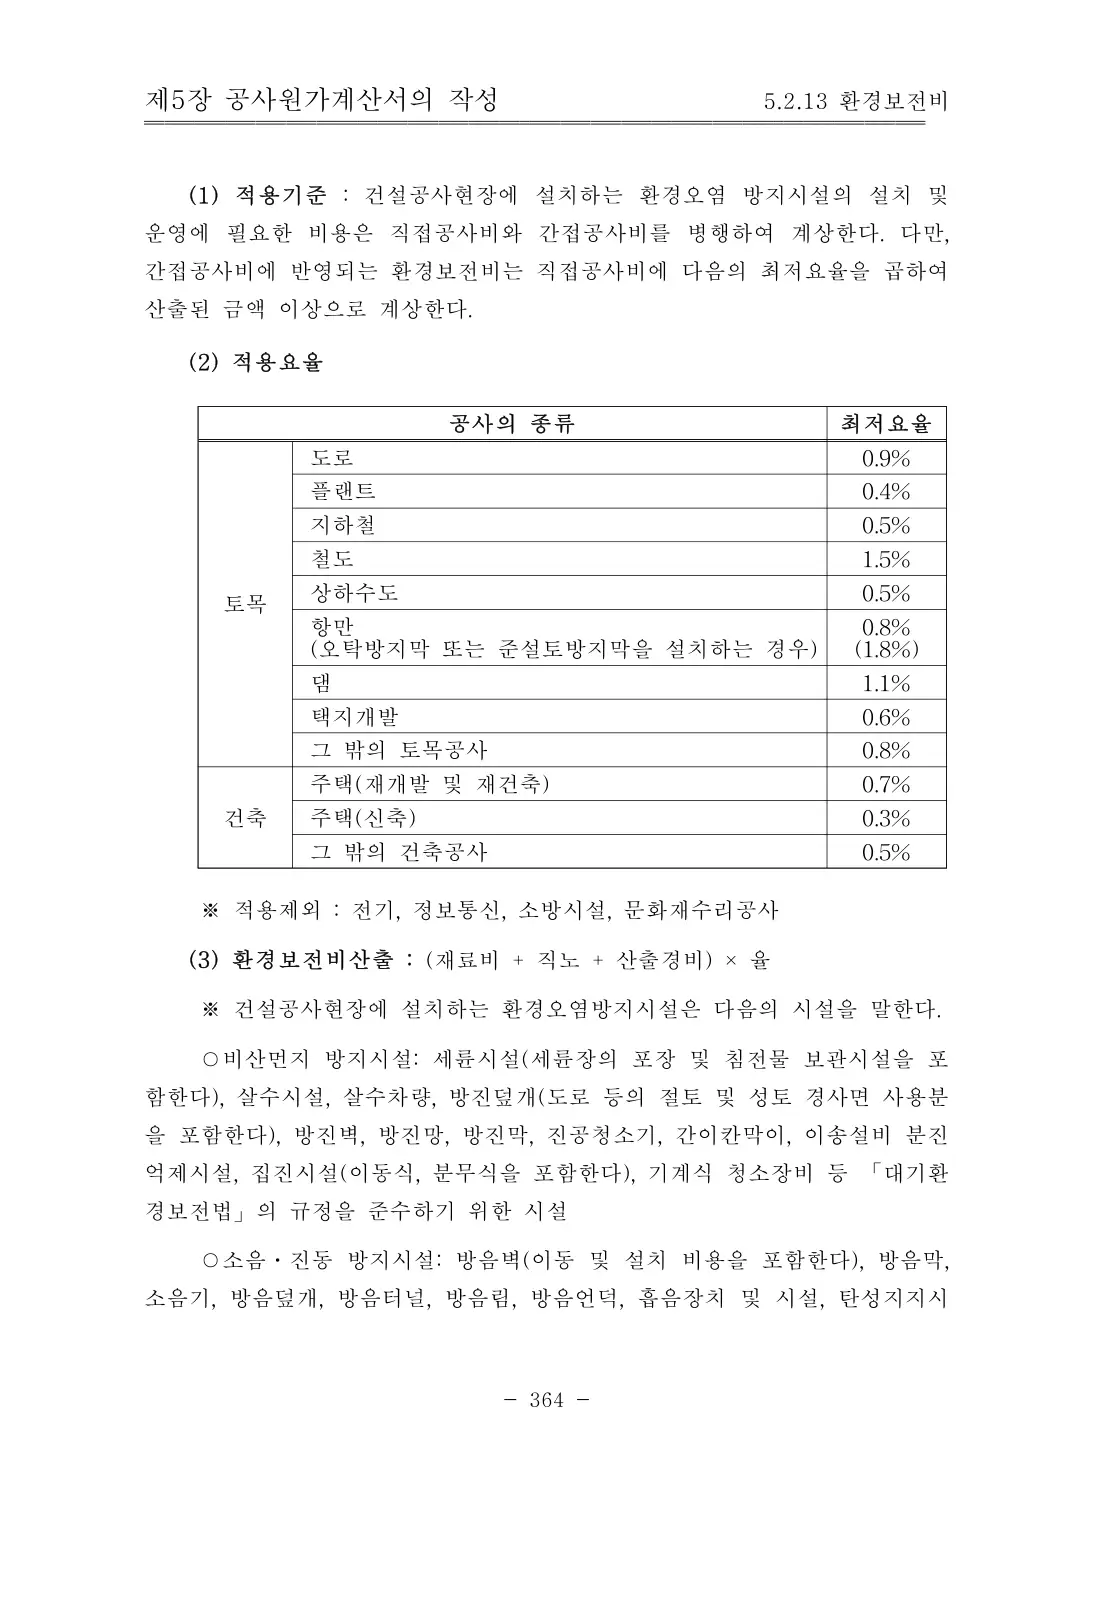 제5장 공사원가계산서의 작성 5.2.13 환경보전비
(1) 적용기준 : 건설공사현장에 설치하는 환경오염 방지시설의 설치 및
운영에 필요한 비용은 직접공사비와 간접공사비를 병행하여 계상한다. 다만,
간접공사비에 반영되는 환경보전비는 직접공사비에 다음의 최저요율을 곱하여
산출된 금액 이상으로 계상한다.
(2) 적용요율
공사의 종류 최저요율
도로 0.9%
플랜트 0.4%
지하철 0.5%
철도 1.5%
토목
상하수도 0.5%
항만 0.8%
(오탁방지막 또는 준설토방지막을 설치하는 경우) (1.8%)
댐 1.1%
택지개발 0.6%
그 밖의 토목공사 0.8%
주택(재개발 및 재건축) 0.7%
건축 주택(신축) 0.3%
그 밖의 건축공사 0.5%
※ 적용제외 : 전기, 정보통신, 소방시설, 문화재수리공사
(3) 환경보전비산출 : (재료비 + 직노 + 산출경비) × 율
※ 건설공사현장에 설치하는 환경오염방지시설은 다음의 시설을 말한다.
○비산먼지 방지시설: 세륜시설(세륜장의 포장 및 침전물 보관시설을 포
함한다), 살수시설, 살수차량, 방진덮개(도로 등의 절토 및 성토 경사면 사용분
을 포함한다), 방진벽, 방진망, 방진막, 진공청소기, 간이칸막이, 이송설비 분진
억제시설, 집진시설(이동식, 분무식을 포함한다), 기계식 청소장비 등 「대기환
경보전법」의 규정을 준수하기 위한 시설
○소음・진동 방지시설: 방음벽(이동 및 설치 비용을 포함한다), 방음막,
소음기, 방음덮개, 방음터널, 방음림, 방음언덕, 흡음장치 및 시설, 탄성지지시
- 364 -